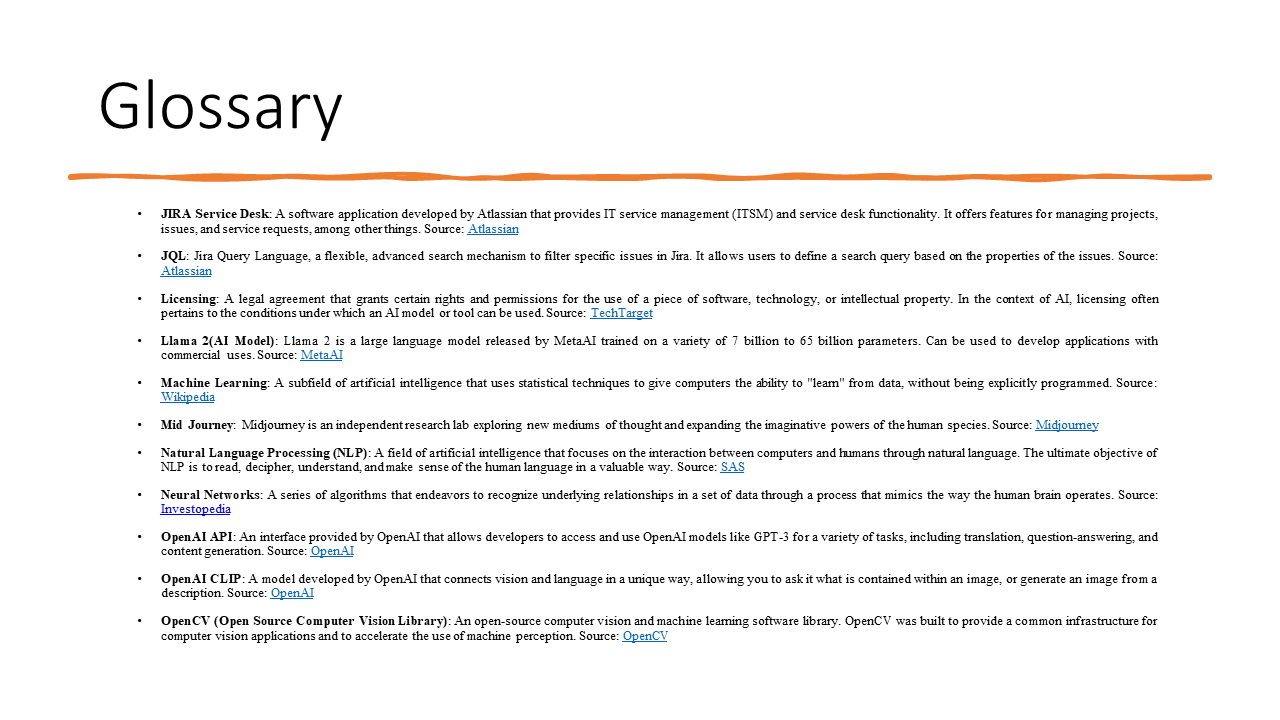 Glossary
• JIRA Service Desk: A software application developed by Atlassian that provides IT service management (ITSM) and service desk functionality. It offers features for managing projects,
issues, and service requests, among other things. Source: Atlassian
• JQL: Jira Query Language, a flexible, advanced search mechanism to filter specific issues in Jira. It allows users to define a search query based on the properties of the issues. Source:
Atlassian
• Licensing: A legal agreement that grants certain rights and permissions for the use of a piece of software, technology, or intellectual property. In the context of AI, licensing often
pertains to the conditions under which an AI model or tool can be used. Source: TechTarget
• Llama 2(AI Model): Llama 2 is a large language model released by MetaAI trained on a variety of 7 billion to 65 billion parameters. Can be used to develop applications with
commercial uses. Source: MetaAI
• Machine Learning: A subfield of artificial intelligence that uses statistical techniques to give computers the ability to "learn" from data, without being explicitly programmed. Source:
Wikipedia
• Mid Journey: Midjourney is an independent research lab exploring new mediums of thought and expanding the imaginative powers of the human species. Source: Midjourney
• Natural Language Processing (NLP): A field of artificial intelligence that focuses on the interaction between computers and humans through natural language. The ultimate objective of
NLP is to read, decipher, understand, and make sense of the human language in a valuable way. Source: SAS
• Neural Networks: A series of algorithms that endeavors to recognize underlying relationships in a set of data through a process that mimics the way the human brain operates. Source:
Investopedia
• OpenAI API: An interface provided by OpenAI that allows developers to access and use OpenAI models like GPT-3 for a variety of tasks, including translation, question-answering, and
content generation. Source: OpenAI
• OpenAI CLIP: A model developed by OpenAI that connects vision and language in a unique way, allowing you to ask it what is contained within an image, or generate an image from a
description. Source: OpenAI
• OpenCV (Open Source Computer Vision Library): An open-source computer vision and machine learning software library. OpenCV was built to provide a common infrastructure for
computer vision applications and to accelerate the use of machine perception. Source: OpenCV